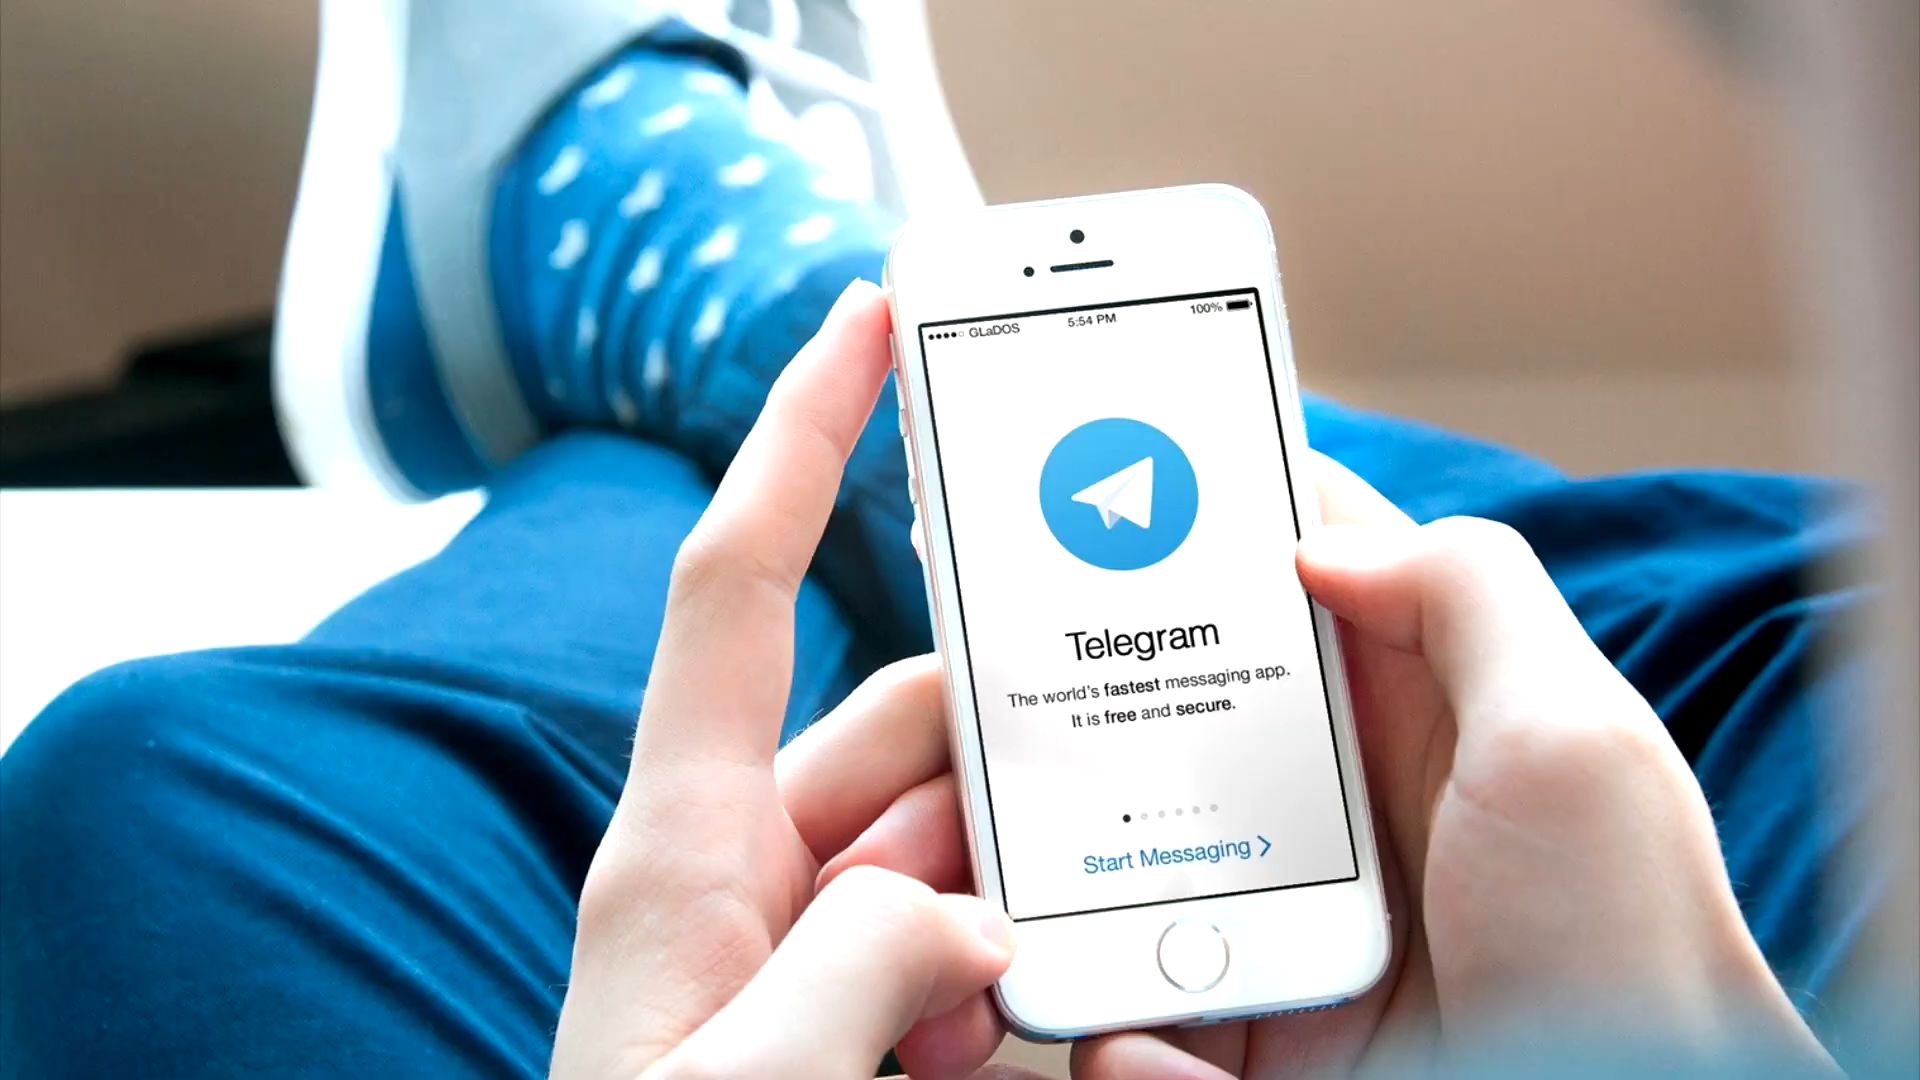 GLaDOS 5:54 PM 100%
Telegram
The world's fastest messaging app.
It is free and secure.
Start Messaging